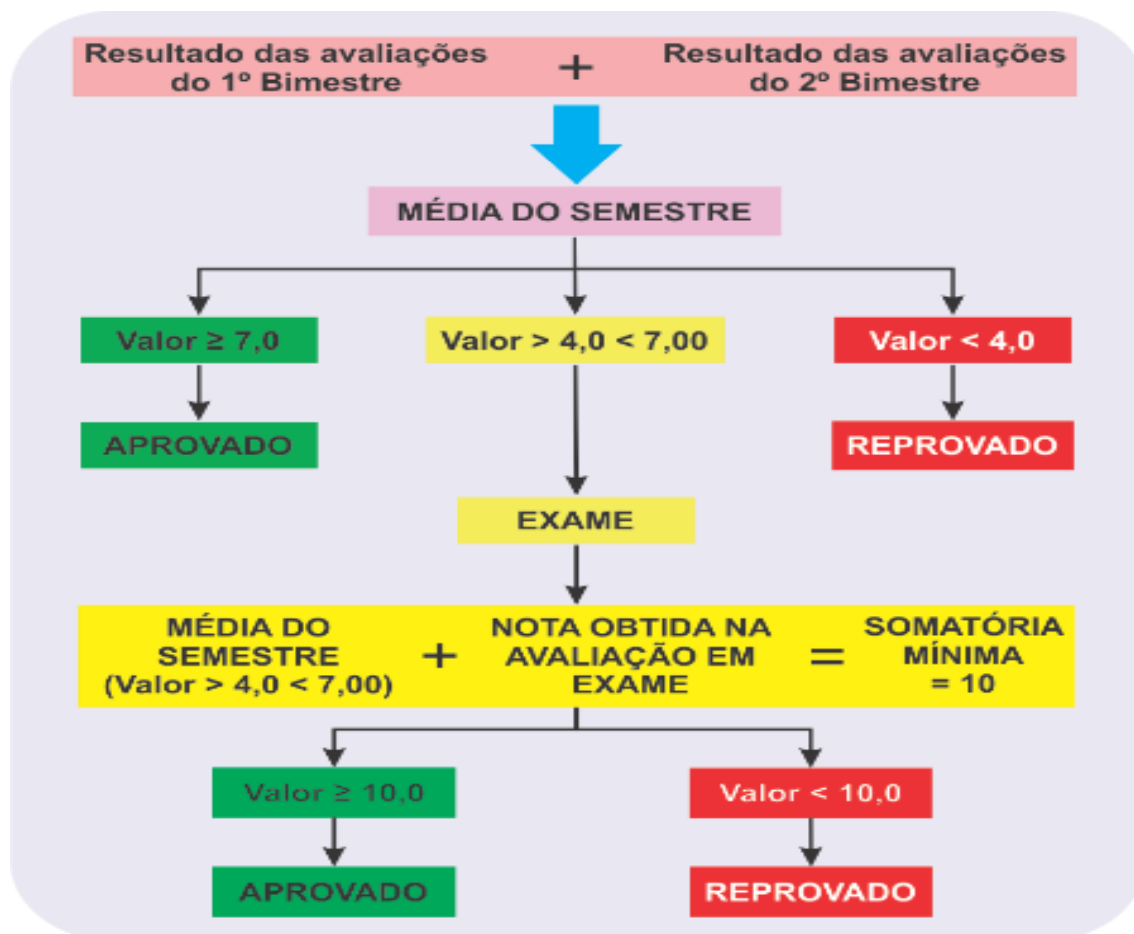 Resultado das avaliações
do 1º Bimestre
+
Resultado das avaliações
do 2º Bimestre
MÉDIA DO SEMESTRE
Valor ≥ 7,0
Valor > 4,0 < 7,00
Valor < 4,0
APROVADO
REPROVADO
EXAME
MÉDIA DO
SEMESTRE
(Valor > 4,0 < 7,00)
+
NOTA OBTIDA NA
AVALIAÇÃO EM
EXAME
=
SOMATÓRIA
MÍNIMA
= 10
Valor ≥ 10,0
Valor < 10,0
APROVADO
REPROVADO